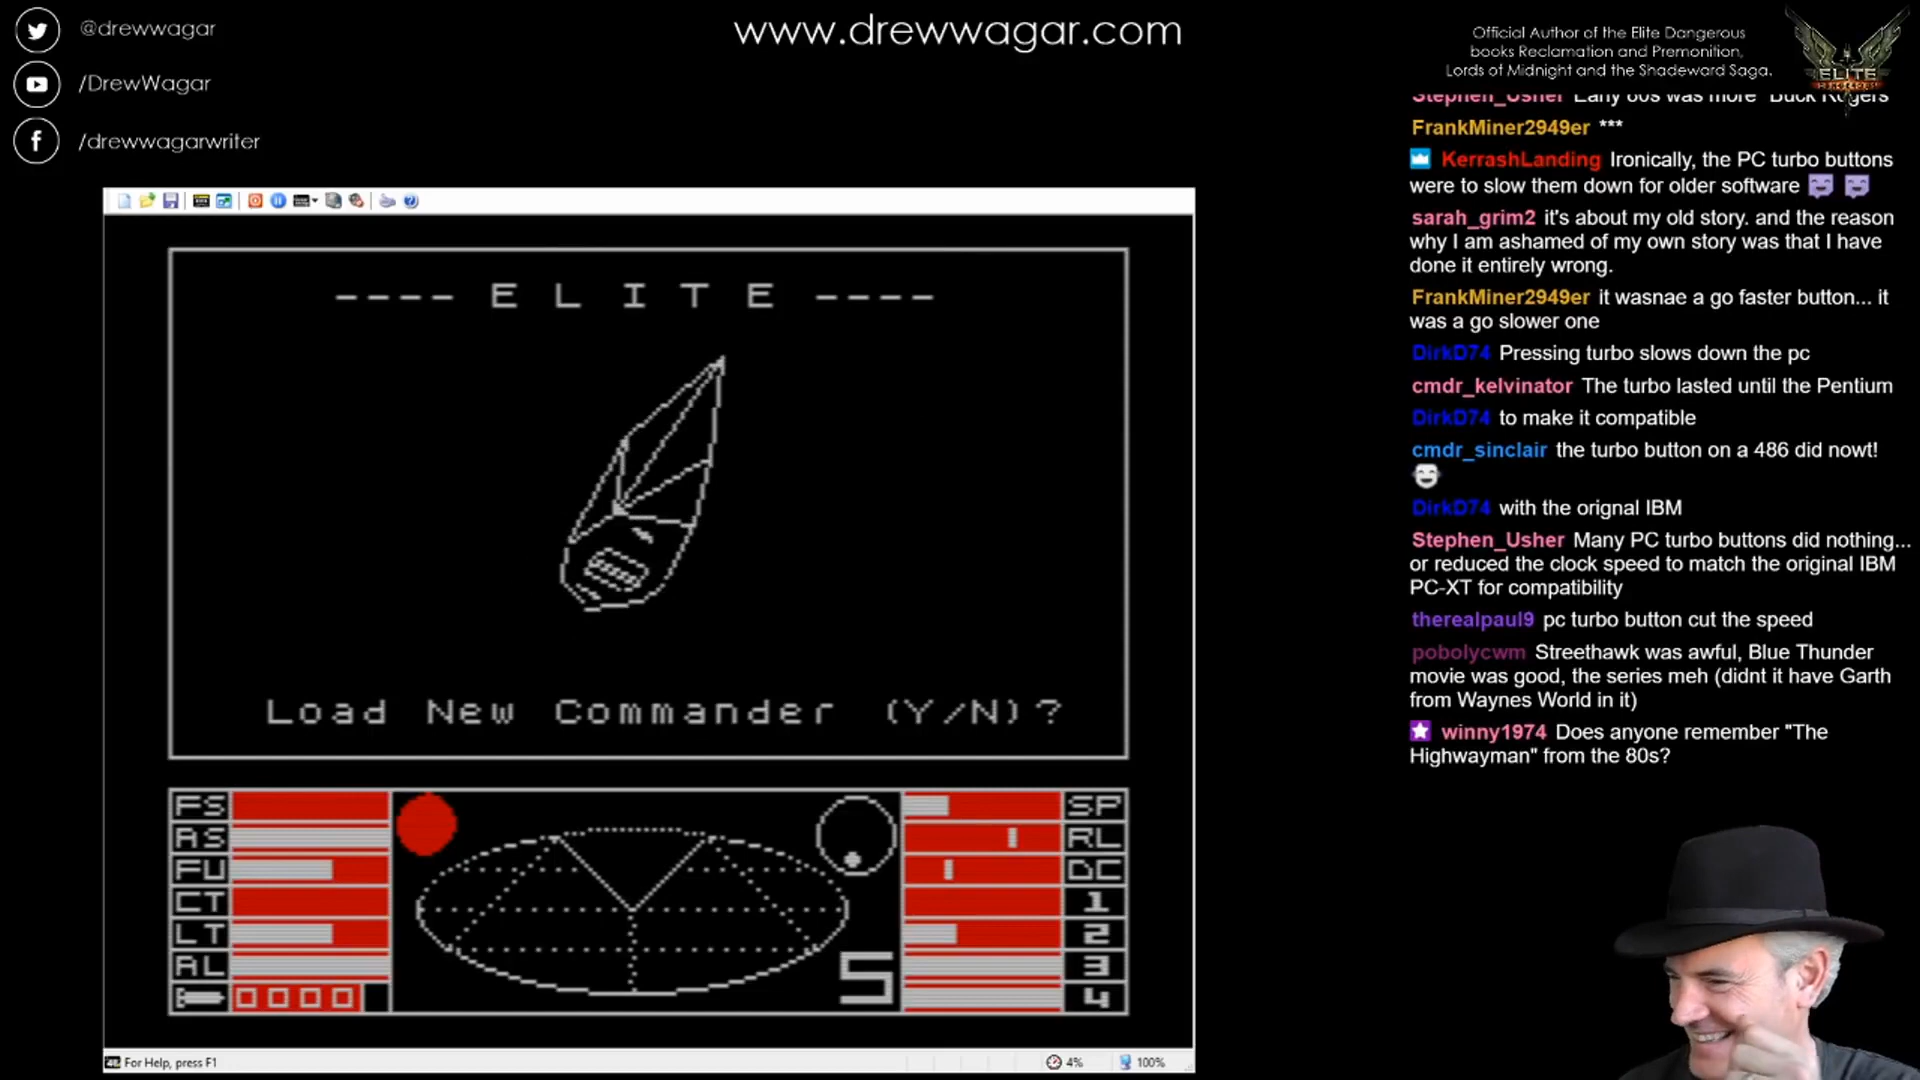 @drewwagar
/DrewWagar
/drewwagarwriter
www.drewwagar.com
Official Author of the Elite Dangerous
books Reclamation and Premonition,
Lords of Midnight and the Shadeward Saga.
ELITE
DANGEROUS
Stephen_Usher Early 80s was more "Buck Rogers"
FrankMiner2949er ***
KerrashLanding Ironically, the PC turbo buttons
were to slow them down for older software
sarah_grim2 it's about my old story. and the reason
why I am ashamed of my own story was that I have
done it entirely wrong.
FrankMiner2949er it wasnae a go faster button... it
was a go slower one
DirkD74 Pressing turbo slows down the pc
cmdr_kelvinator The turbo lasted until the Pentium
DirkD74 to make it compatible
cmdr_sinclair the turbo button on a 486 did nowt!
DirkD74 with the orignal IBM
Stephen_Usher Many PC turbo buttons did nothing...
or reduced the clock speed to match the original IBM
PC-XT for compatibility
therealpaul9 pc turbo button cut the speed
pobolycwm Streethawk was awful, Blue Thunder
movie was good, the series meh (didnt it have Garth
from Waynes World in it)
winny1974 Does anyone remember "The
Highwayman" from the 80s?
---- E L I T E ----
Load New Commander (Y/N)?
FS
AS
FU
CT
LT
AL
S
SP
RL
DC
1
2
3
4
For Help, press F1
4%
100%